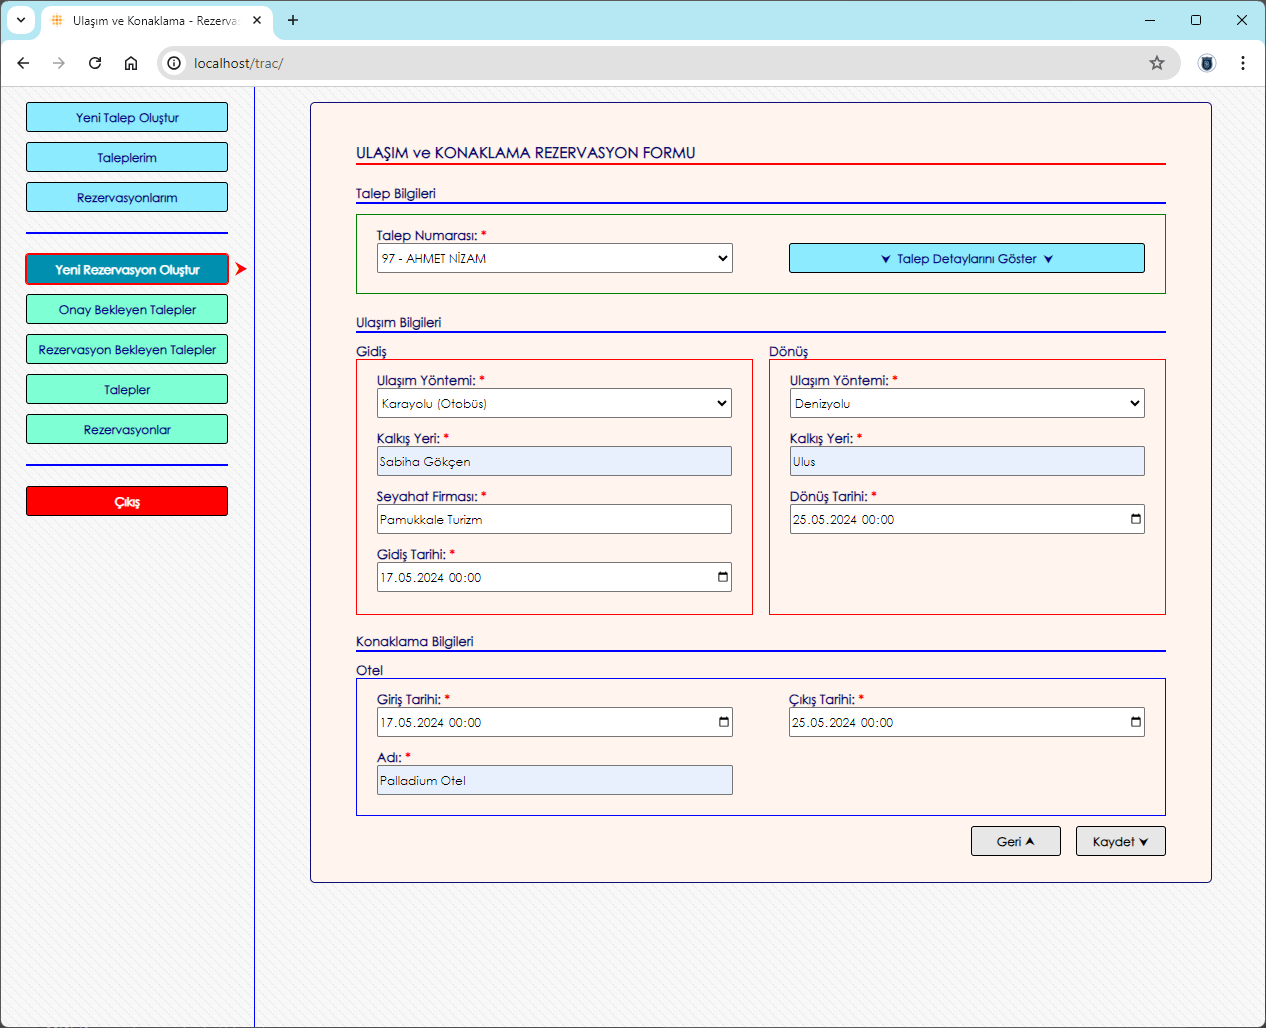 Ulaşım ve Konaklama - Rezerva
localhost/trac/
Yeni Talep Oluştur
Taleplerim
Rezervasyonlarım
Yeni Rezervasyon Oluştur
Onay Bekleyen Talepler
Rezervasyon Bekleyen Talepler
Talepler
Rezervasyonlar
Çıkış
ULAŞIM ve KONAKLAMA REZERVASYON FORMU
Talep Bilgileri
Talep Numarası: *
97 - AHMET NİZAM
Talep Detaylarını Göster
Ulaşım Bilgileri
Gidiş
Ulaşım Yöntemi: *
Karayolu (Otobüs)
Kalkış Yeri: *
Sabiha Gökçen
Seyahat Firması: *
Pamukkale Turizm
Gidiş Tarihi: *
17.05.2024 00:00
Dönüş
Ulaşım Yöntemi: *
Denizyolu
Kalkış Yeri: *
Ulus
Dönüş Tarihi: *
25.05.2024 00:00
Konaklama Bilgileri
Otel
Giriş Tarihi: *
17.05.2024 00:00
Çıkış Tarihi: *
25.05.2024 00:00
Adı: *
Palladium Otel
Geri
Kaydet